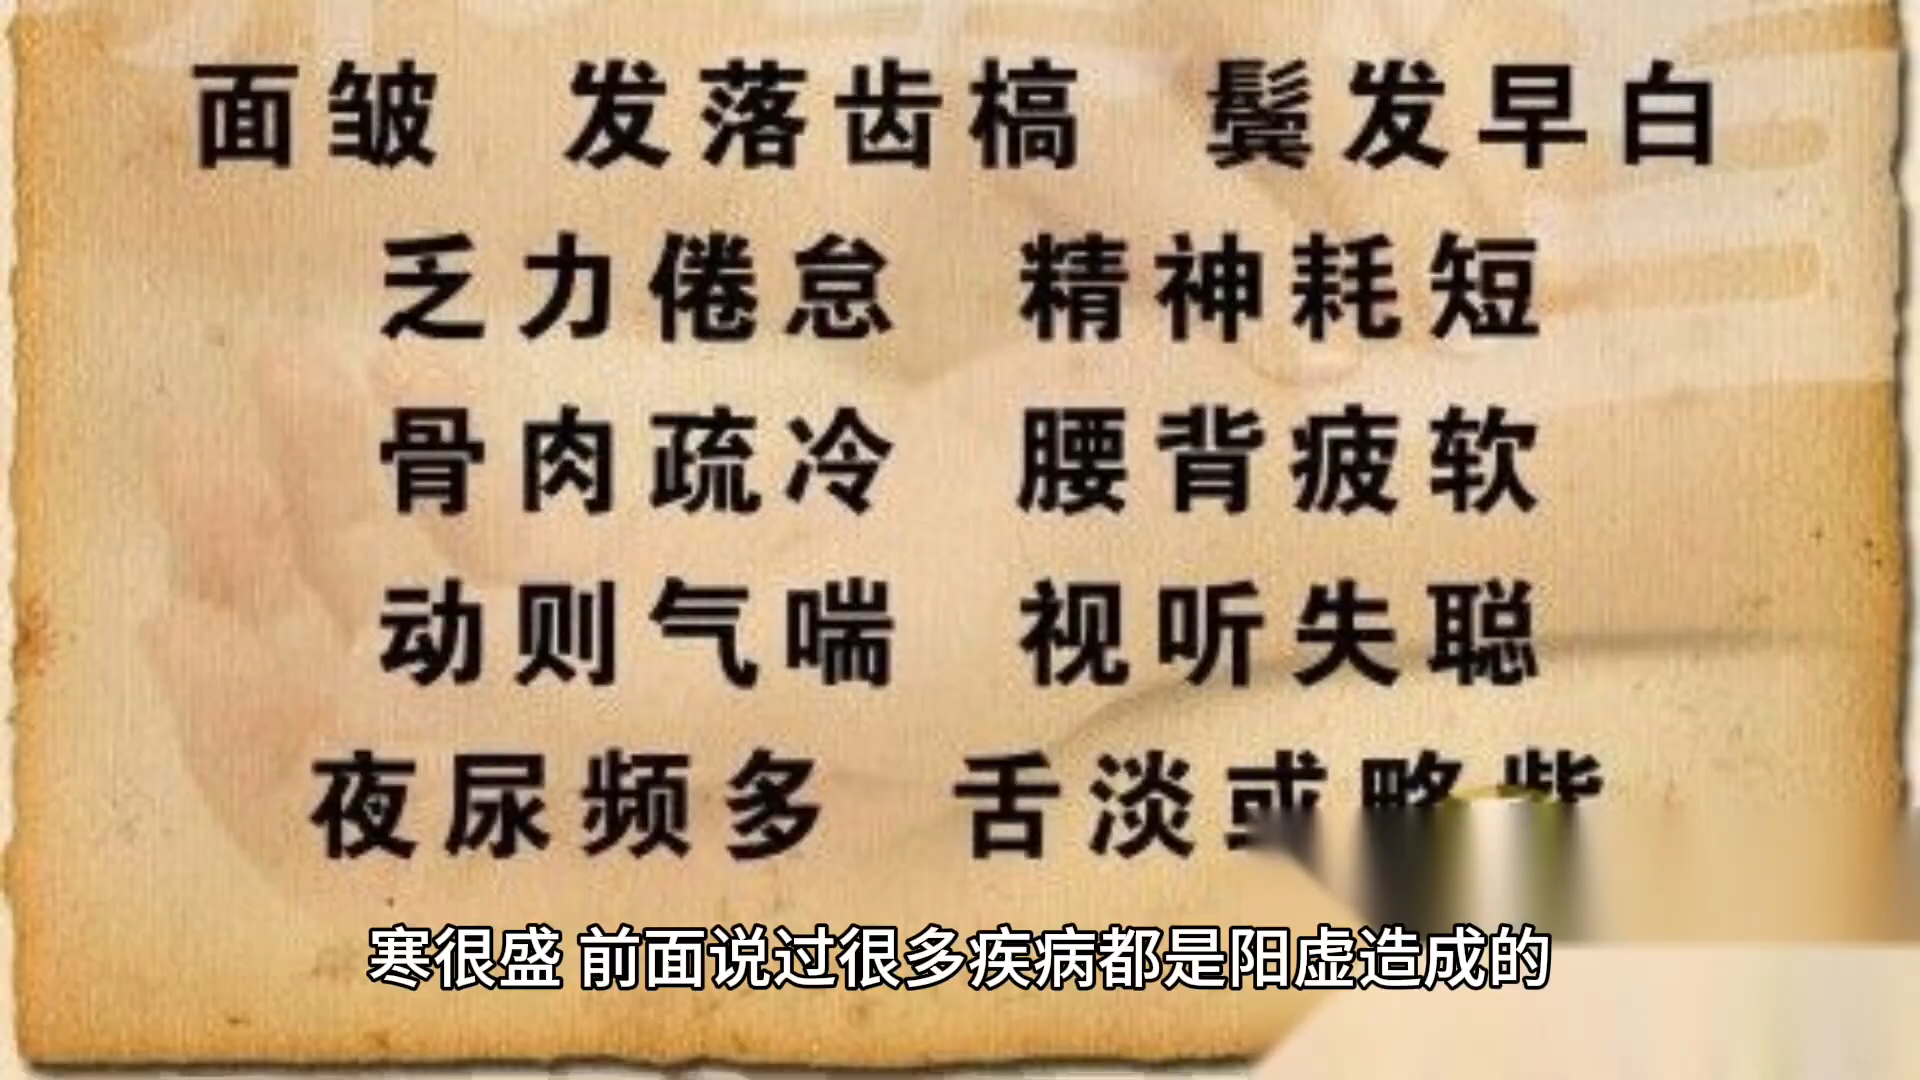 面皱 发落齿槁 鬓发早白
乏力倦怠 精神耗短
骨肉疏冷 腰背疲软
动则气喘 视听失聪
夜尿频多 舌淡或略紫
寒很盛 前面说过很多疾病都是阳虚造成的